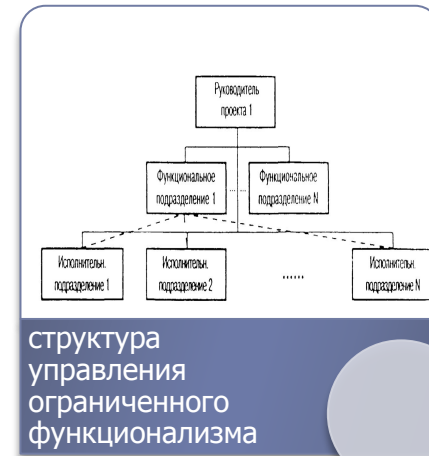 Руководитель
проекта 1
Функциональное
подразделение 1
Функциональное
подразделение N
Исполнительн.
подразделение 1
Исполнительн.
подразделение 2
......
Исполнительн.
подразделение N
структура
управления
ограниченного
функционализма